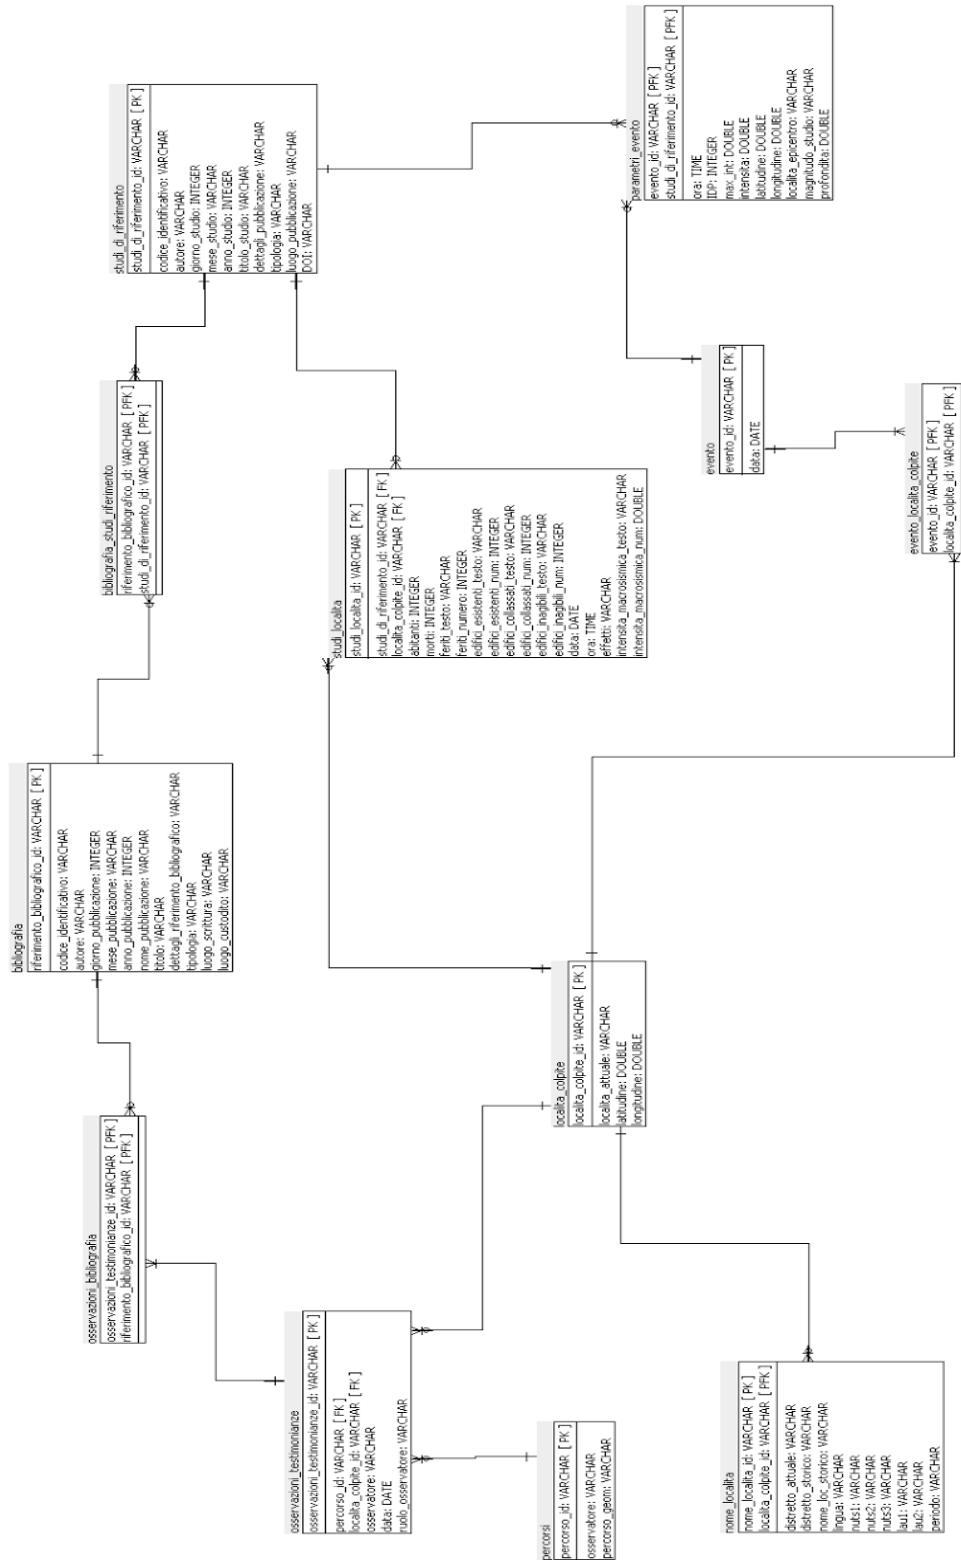 studi_di_riferimento
studi_di_riferimento_id: VARCHAR [ PK ]
codice_identificativo: VARCHAR
autore: VARCHAR
giorno_studio: INTEGER
mese_studio: VARCHAR
anno_studio: INTEGER
titolo_studio: VARCHAR
dettagli_pubblicazione: VARCHAR
tipologia: VARCHAR
luogo_pubblicazione: VARCHAR
DOI: VARCHAR
parametri_evento
evento_id: VARCHAR [ PFK ]
studi_di_riferimento_id: VARCHAR [ PFK ]
ora: TIME
IDP: INTEGER
max_int: DOUBLE
intensita: DOUBLE
latitudine: DOUBLE
longitudine: DOUBLE
localita_epicentro: VARCHAR
magnitudo_studio: VARCHAR
profondita: DOUBLE
bibliografia_studi_riferimento
riferimento_bibliografico_id: VARCHAR [ PFK ]
studi_di_riferimento_id: VARCHAR [ PFK ]
studi_localita
studi_localita_id: VARCHAR [ PK ]
studi_di_riferimento_id: VARCHAR [ FK ]
localita_colpite_id: VARCHAR [ FK ]
abitanti: INTEGER
morti: INTEGER
feriti_testo: VARCHAR
feriti_numero: INTEGER
edifici_esistenti_testo: VARCHAR
edifici_esistenti_num: INTEGER
edifici_collassati_testo: VARCHAR
edifici_collassati_num: INTEGER
edifici_inagibili_testo: VARCHAR
edifici_inagibili_num: INTEGER
data: DATE
ora: TIME
effetti: VARCHAR
intensita_macrosismica_testo: VARCHAR
intensita_macrosismica_num: DOUBLE
evento
evento_id: VARCHAR [ PK ]
data: DATE
evento_localita_colpite
evento_id: VARCHAR [ PFK ]
localita_colpite_id: VARCHAR [ PFK ]
bibliografia
riferimento_bibliografico_id: VARCHAR [ PK ]
codice_identificativo: VARCHAR
autore: VARCHAR
giorno_pubblicazione: INTEGER
mese_pubblicazione: VARCHAR
anno_pubblicazione: INTEGER
nome_pubblicazione: VARCHAR
titolo: VARCHAR
dettagli_riferimento_bibliografico: VARCHAR
tipologia: VARCHAR
luogo_scrittura: VARCHAR
luogo_custodito: VARCHAR
localita_colpite
localita_colpite_id: VARCHAR [ PK ]
localita_attuale: VARCHAR
latitudine: DOUBLE
longitudine: DOUBLE
osservazioni_bibliografia
osservazioni_testimonianze_id: VARCHAR [ PFK ]
riferimento_bibliografico_id: VARCHAR [ PFK ]
osservazioni_testimonianze
osservazioni_testimonianze_id: VARCHAR [ PK ]
percorso_id: VARCHAR [ FK ]
localita_colpite_id: VARCHAR [ FK ]
osservatore: VARCHAR
data: DATE
ruolo_osservatore: VARCHAR
percorsi
percorso_id: VARCHAR [ PK ]
osservatore: VARCHAR
percorso_geom: VARCHAR
nome_localita
nome_localita_id: VARCHAR [ PK ]
localita_colpite_id: VARCHAR [ PFK ]
distretto_attuale: VARCHAR
distretto_storico: VARCHAR
nome_loc_storico: VARCHAR
lingua: VARCHAR
nuts1: VARCHAR
nuts2: VARCHAR
nuts3: VARCHAR
lau1: VARCHAR
lau2: VARCHAR
periodo: VARCHAR